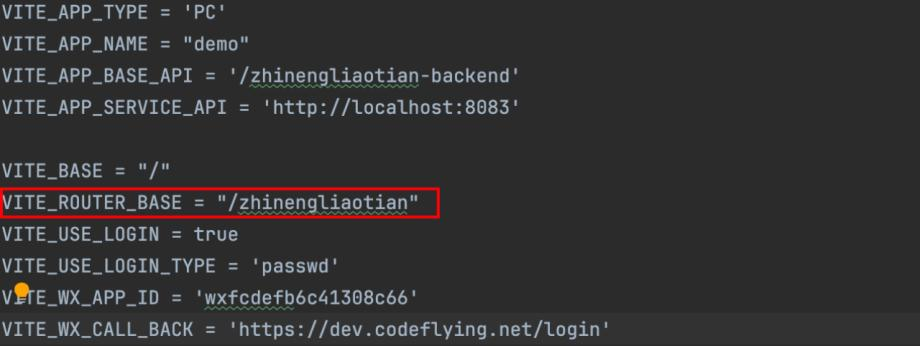 VITE_APP_TYPE = 'PC'
VITE_APP_NAME = "demo"
VITE_APP_BASE_API = '/zhinengliaotian-backend'
VITE_APP_SERVICE_API = 'http://localhost:8083'
VITE_BASE = "/"
VITE_ROUTER_BASE = "/zhinengliaotian"
VITE_USE_LOGIN = true
VITE_USE_LOGIN_TYPE = 'passwd'
VITE_WX_APP_ID = 'wxfcdefb6c41308c66'
VITE_WX_CALL_BACK = 'https://dev.codeflying.net/login'